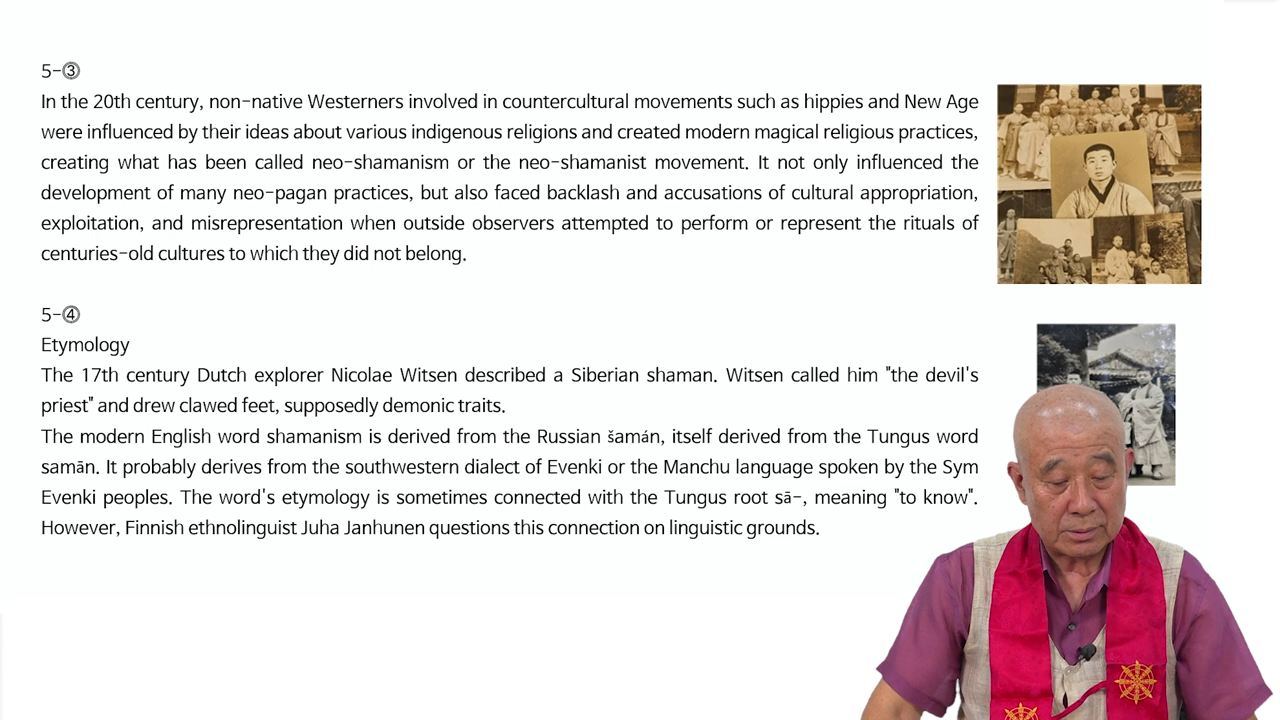 5-③
In the 20th century, non-native Westerners involved in countercultural movements such as hippies and New Age
were influenced by their ideas about various indigenous religions and created modern magical religious practices,
creating what has been called neo-shamanism or the neo-shamanist movement. It not only influenced the
development of many neo-pagan practices, but also faced backlash and accusations of cultural appropriation,
exploitation, and misrepresentation when outside observers attempted to perform or represent the rituals of
centuries-old cultures to which they did not belong.
5-④
Etymology
The 17th century Dutch explorer Nicolae Witsen described a Siberian shaman. Witsen called him "the devil's
priest" and drew clawed feet, supposedly demonic traits.
The modern English word shamanism is derived from the Russian šamán, itself derived from the Tungus word
samān. It probably derives from the southwestern dialect of Evenki or the Manchu language spoken by the Sym
Evenki peoples. The word's etymology is sometimes connected with the Tungus root sā-, meaning "to know".
However, Finnish ethnolinguist Juha Janhunen questions this connection on linguistic grounds.